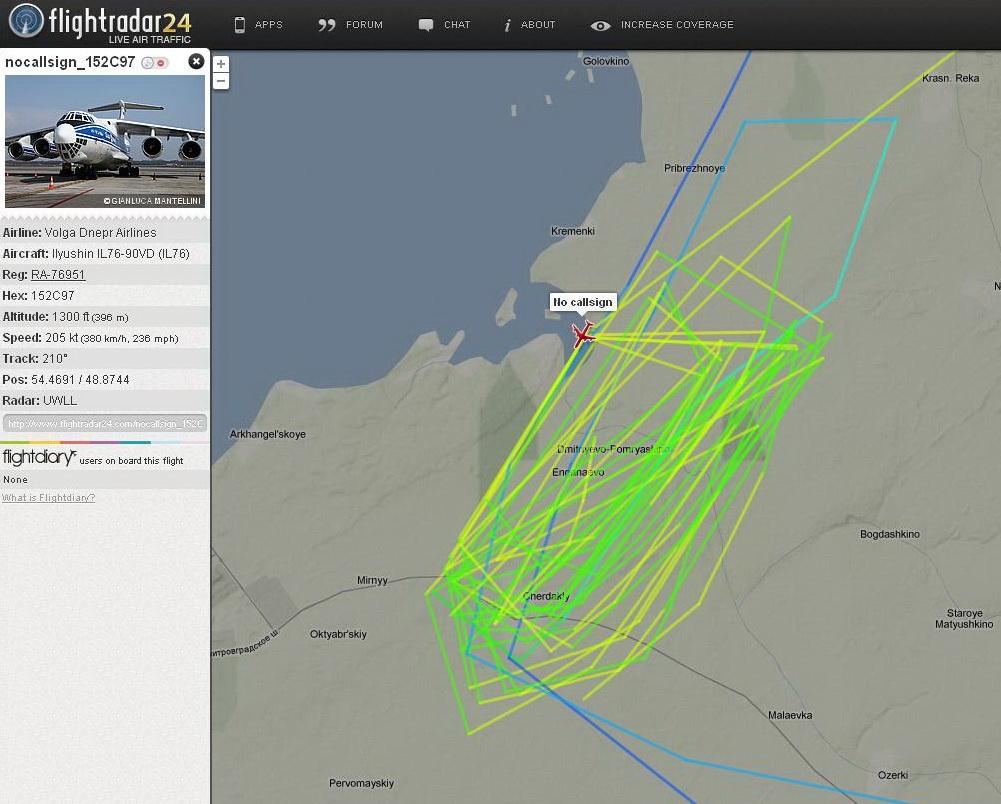 flightradar24
LIVE AIR TRAFFIC
APPS
FORUM
CHAT
ABOUT
INCREASE COVERAGE
nocallsign_152C97
©GIANLUCA MANTELLINI
Airline: Volga Dnepr Airlines
Aircraft: Ilyushin IL76-90VD (IL76)
Reg: RA-76951
Hex: 152C97
Altitude: 1300 ft (396 m)
Speed: 205 kt (380 km/h, 236 mph)
Track: 210°
Pos: 54.4691 / 48.8744
Radar: UWLL
http://www.flightradar24.com/nocallsign_152C
flightdiary users on board this flight
None
What is Flightdiary?
+
−
Golovkino
Krasn. Reka
Pribrezhnoye
Kremenki
N
No callsign
Arkhangel'skoye
Enganaevo
Bogdashkino
Mirnyy
Cherdakly
Staroye
Matyushkino
Oktyabr'skiy
итровградское ш.
Malaevka
Ozerki
Pervomayskiy